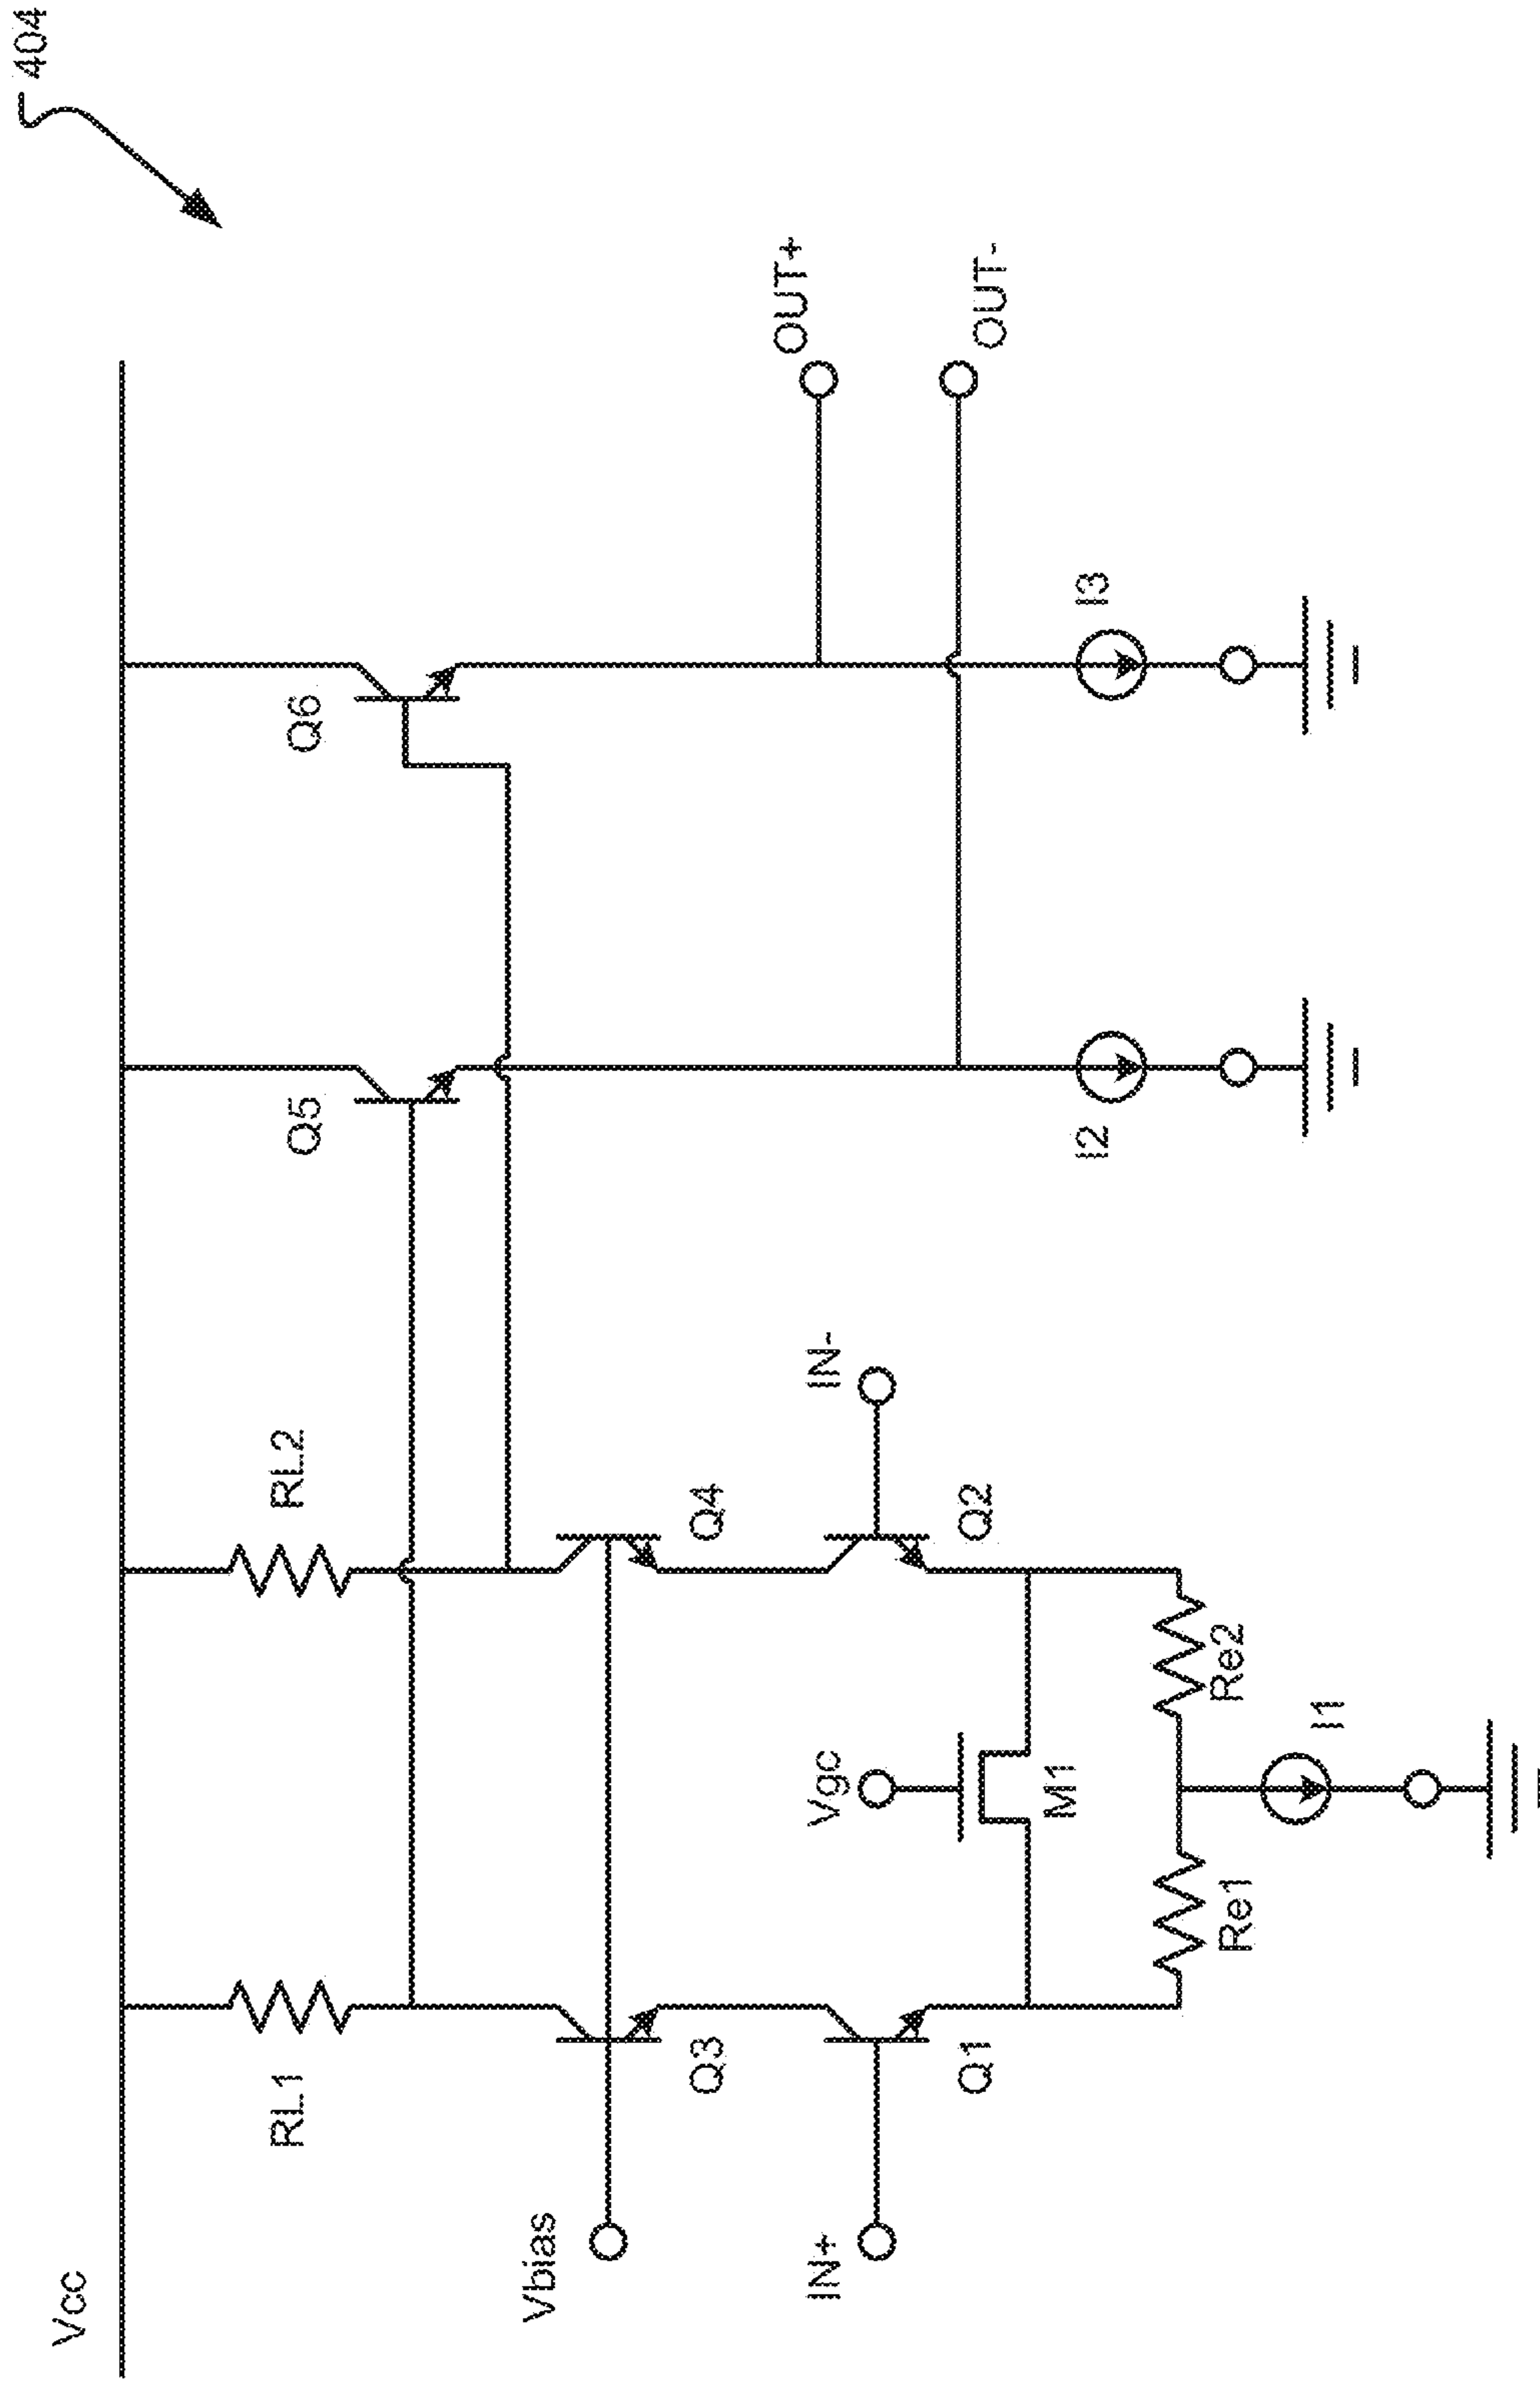 404
Vcc
RL1
RL2
Q5
Q6
Vbias
Q3
Q4
OUT+
IN+
Vgc
IN-
Q1
Q2
OUT-
M1
I2
I3
Re1
Re2
I1